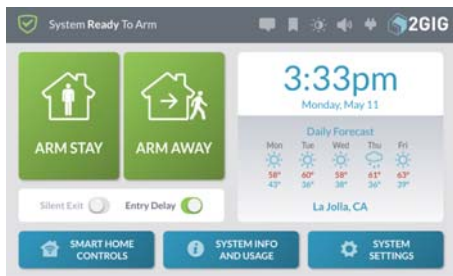 System Ready To Arm
2GIG
ARM STAY
ARM AWAY
Silent Exit
Entry Delay
3:33pm
Monday, May 11
Daily Forecast
Mon Tue Wed Thu Fri
58° 60° 58° 61° 63°
43° 36° 38° 36° 39°
La Jolla, CA
SMART HOME
CONTROLS
SYSTEM INFO
AND USAGE
SYSTEM
SETTINGS